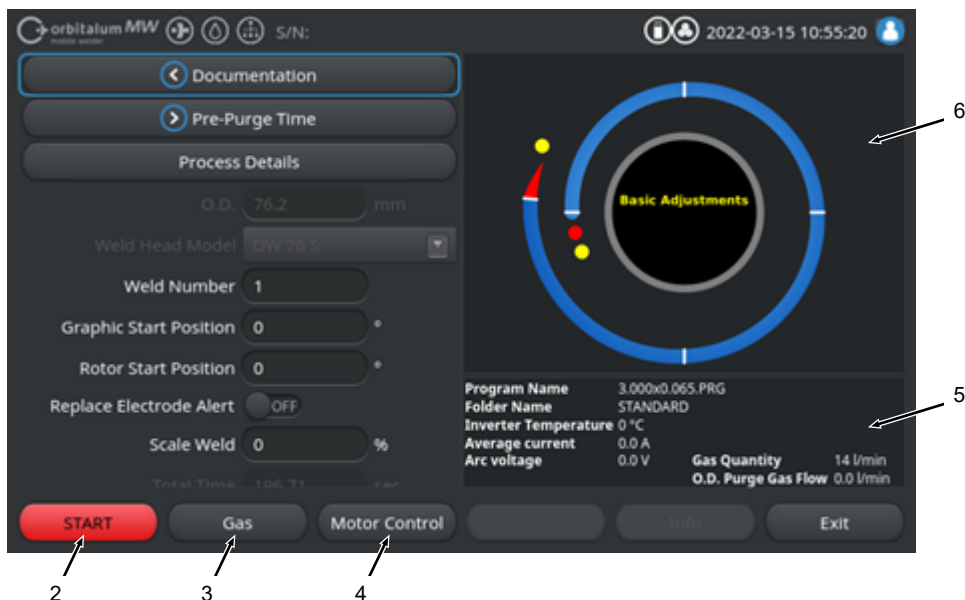 orbitalum MW S/N: 2022-03-15 10:55:20
mobile welder
Documentation
Pre-Purge Time
Process Details
O.D. 76.2 mm
Weld Head Model OW 76 S
Weld Number 1
Graphic Start Position 0 °
Rotor Start Position 0 °
Replace Electrode Alert OFF
Scale Weld 0 %
Total Time 196.71 sec
Basic Adjustments
6
Program Name 3.000x0.065.PRG
Folder Name STANDARD
Inverter Temperature 0 °C
Average current 0.0 A
Arc voltage 0.0 V Gas Quantity 14 l/min
O.D. Purge Gas Flow 0.0 l/min
5
START Gas Motor Control Info Exit
2 3 4